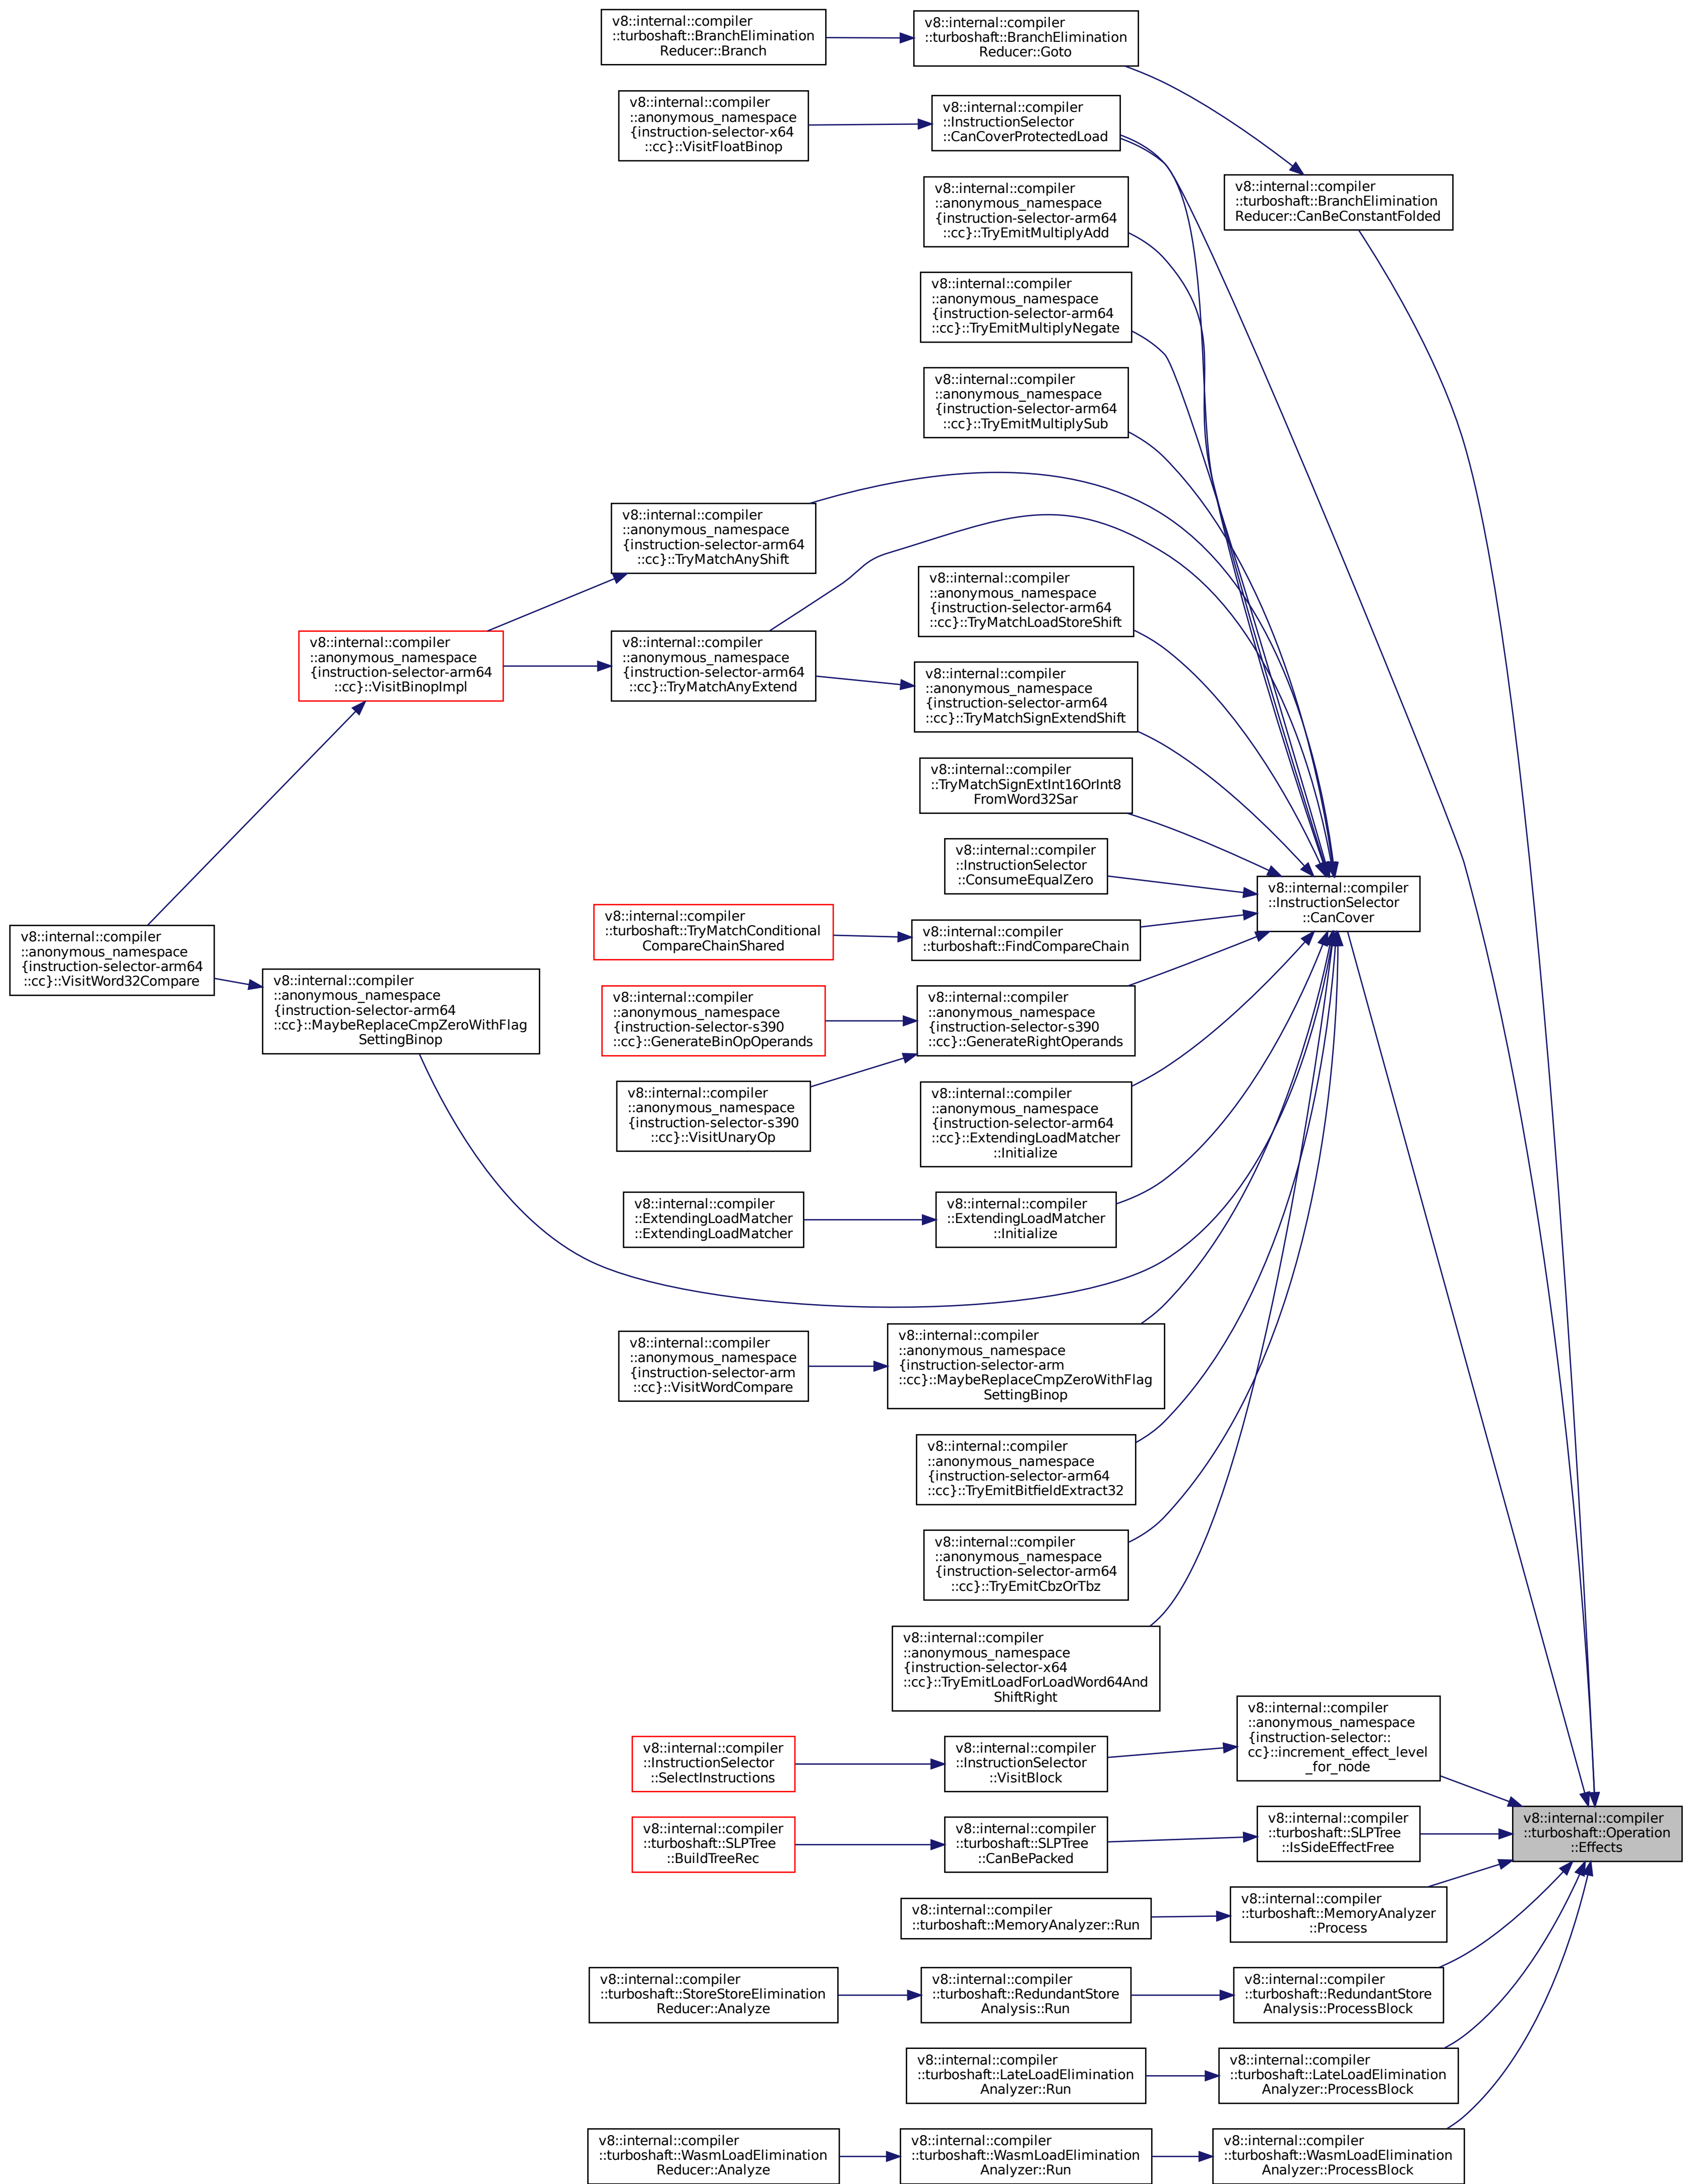 v8::internal::compiler
::turboshaft::BranchElimination
Reducer::Branch
v8::internal::compiler
::turboshaft::BranchElimination
Reducer::Goto
v8::internal::compiler
::anonymous_namespace
{instruction-selector-x64
::cc}::VisitFloatBinop
v8::internal::compiler
::InstructionSelector
::CanCoverProtectedLoad
v8::internal::compiler
::turboshaft::BranchElimination
Reducer::CanBeConstantFolded
v8::internal::compiler
::anonymous_namespace
{instruction-selector-arm64
::cc}::TryEmitMultiplyAdd
v8::internal::compiler
::anonymous_namespace
{instruction-selector-arm64
::cc}::TryEmitMultiplyNegate
v8::internal::compiler
::anonymous_namespace
{instruction-selector-arm64
::cc}::TryEmitMultiplySub
v8::internal::compiler
::anonymous_namespace
{instruction-selector-arm64
::cc}::TryMatchAnyShift
v8::internal::compiler
::anonymous_namespace
{instruction-selector-arm64
::cc}::TryMatchLoadStoreShift
v8::internal::compiler
::anonymous_namespace
{instruction-selector-arm64
::cc}::VisitBinopImpl
v8::internal::compiler
::anonymous_namespace
{instruction-selector-arm64
::cc}::TryMatchAnyExtend
v8::internal::compiler
::anonymous_namespace
{instruction-selector-arm64
::cc}::TryMatchSignExtendShift
v8::internal::compiler
::TryMatchSignExtInt16OrInt8
FromWord32Sar
v8::internal::compiler
::InstructionSelector
::ConsumeEqualZero
v8::internal::compiler
::InstructionSelector
::CanCover
v8::internal::compiler
::turboshaft::TryMatchConditional
CompareChainShared
v8::internal::compiler
::turboshaft::FindCompareChain
v8::internal::compiler
::anonymous_namespace
{instruction-selector-arm64
::cc}::VisitWord32Compare
v8::internal::compiler
::anonymous_namespace
{instruction-selector-arm64
::cc}::MaybeReplaceCmpZeroWithFlag
SettingBinop
v8::internal::compiler
::anonymous_namespace
{instruction-selector-s390
::cc}::GenerateBinOpOperands
v8::internal::compiler
::anonymous_namespace
{instruction-selector-s390
::cc}::GenerateRightOperands
v8::internal::compiler
::anonymous_namespace
{instruction-selector-s390
::cc}::VisitUnaryOp
v8::internal::compiler
::anonymous_namespace
{instruction-selector-arm64
::cc}::ExtendingLoadMatcher
::Initialize
v8::internal::compiler
::ExtendingLoadMatcher
::ExtendingLoadMatcher
v8::internal::compiler
::ExtendingLoadMatcher
::Initialize
v8::internal::compiler
::anonymous_namespace
{instruction-selector-arm
::cc}::VisitWordCompare
v8::internal::compiler
::anonymous_namespace
{instruction-selector-arm
::cc}::MaybeReplaceCmpZeroWithFlag
SettingBinop
v8::internal::compiler
::anonymous_namespace
{instruction-selector-arm64
::cc}::TryEmitBitfieldExtract32
v8::internal::compiler
::anonymous_namespace
{instruction-selector-arm64
::cc}::TryEmitCbzOrTbz
v8::internal::compiler
::anonymous_namespace
{instruction-selector-x64
::cc}::TryEmitLoadForLoadWord64And
ShiftRight
v8::internal::compiler
::InstructionSelector
::SelectInstructions
v8::internal::compiler
::InstructionSelector
::VisitBlock
v8::internal::compiler
::anonymous_namespace
{instruction-selector::
cc}::increment_effect_level
_for_node
v8::internal::compiler
::turboshaft::SLPTree
::BuildTreeRec
v8::internal::compiler
::turboshaft::SLPTree
::CanBePacked
v8::internal::compiler
::turboshaft::SLPTree
::IsSideEffectFree
v8::internal::compiler
::turboshaft::Operation
::Effects
v8::internal::compiler
::turboshaft::MemoryAnalyzer::Run
v8::internal::compiler
::turboshaft::MemoryAnalyzer
::Process
v8::internal::compiler
::turboshaft::StoreStoreElimination
Reducer::Analyze
v8::internal::compiler
::turboshaft::RedundantStore
Analysis::Run
v8::internal::compiler
::turboshaft::RedundantStore
Analysis::ProcessBlock
v8::internal::compiler
::turboshaft::LateLoadElimination
Analyzer::Run
v8::internal::compiler
::turboshaft::LateLoadElimination
Analyzer::ProcessBlock
v8::internal::compiler
::turboshaft::WasmLoadElimination
Reducer::Analyze
v8::internal::compiler
::turboshaft::WasmLoadElimination
Analyzer::Run
v8::internal::compiler
::turboshaft::WasmLoadElimination
Analyzer::ProcessBlock